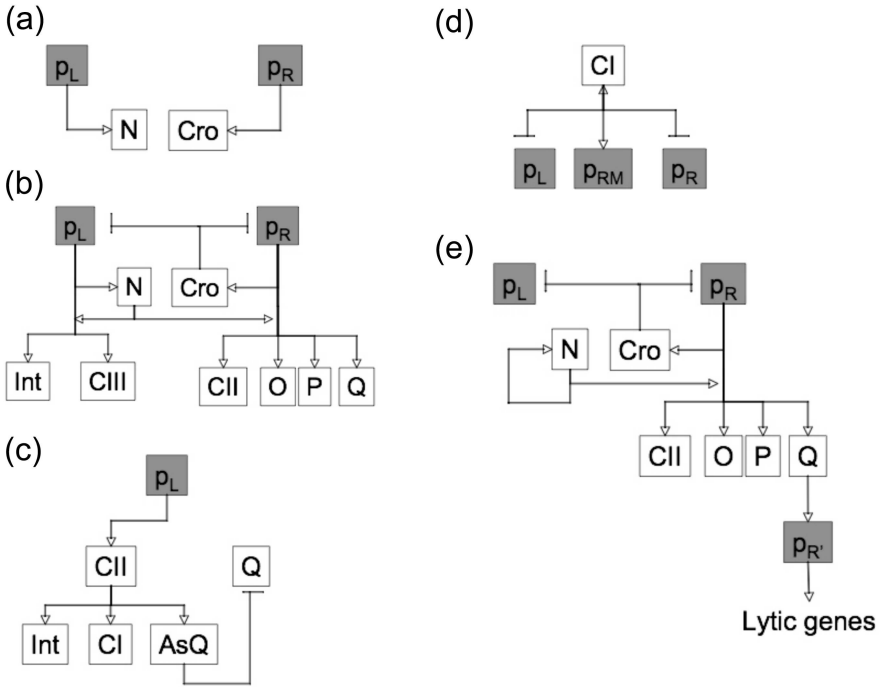 (a)
pL pR
N Cro
(b)
pL pR
N Cro
Int CIII CII O P Q
(c)
pL
CII Q
Int CI AsQ
(d)
CI
pL pRM pR
(e)
pL pR
N Cro
CII O P Q
pR'
Lytic genes